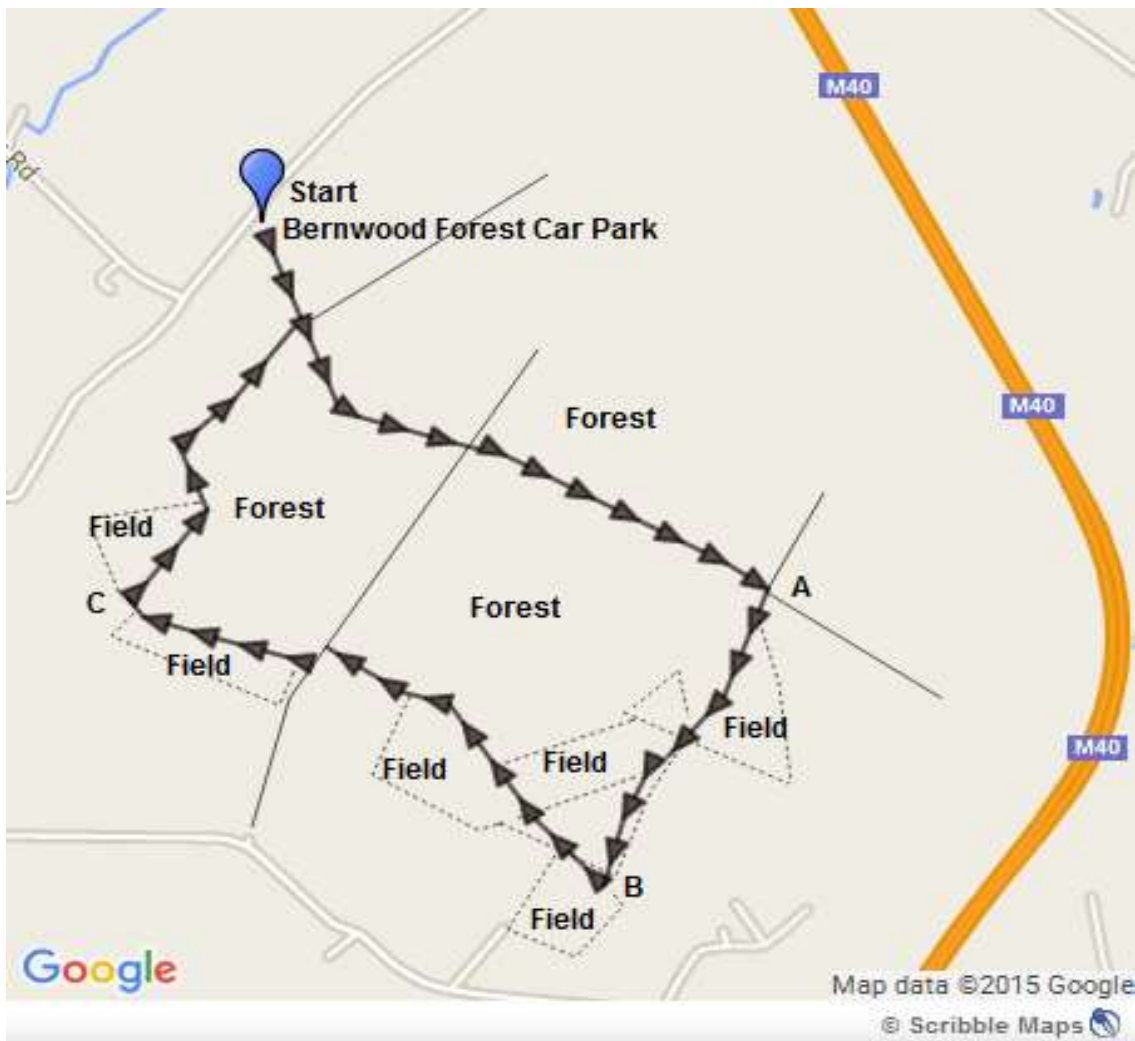 M40
Rd
Start
Bernwood Forest Car Park
M40
Forest
Field
Forest
A
C
Forest
Field
Field
M40
Field
Field
B
Field
Google
Map data ©2015 Google
© Scribble Maps